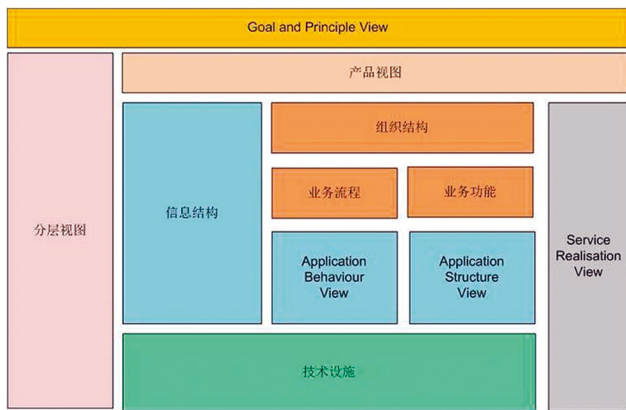 Goal and Principle View
产品视图
分层视图
信息结构
组织结构
业务流程
业务功能
Application
Behaviour
View
Application
Structure
View
Service
Realisation
View
技术设施